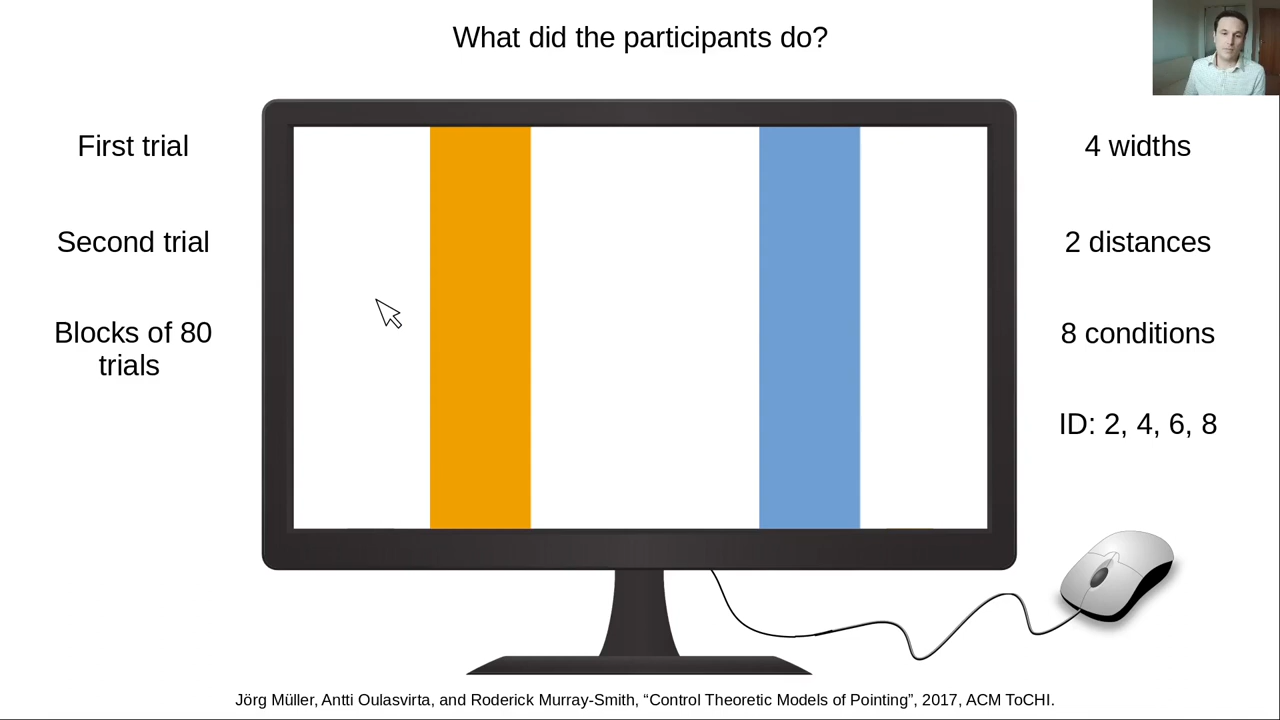 What did the participants do?
First trial
Second trial
Blocks of 80
trials
4 widths
2 distances
8 conditions
ID: 2, 4, 6, 8
Jörg Müller, Antti Oulasvirta, and Roderick Murray-Smith, “Control Theoretic Models of Pointing”, 2017, ACM ToCHI.